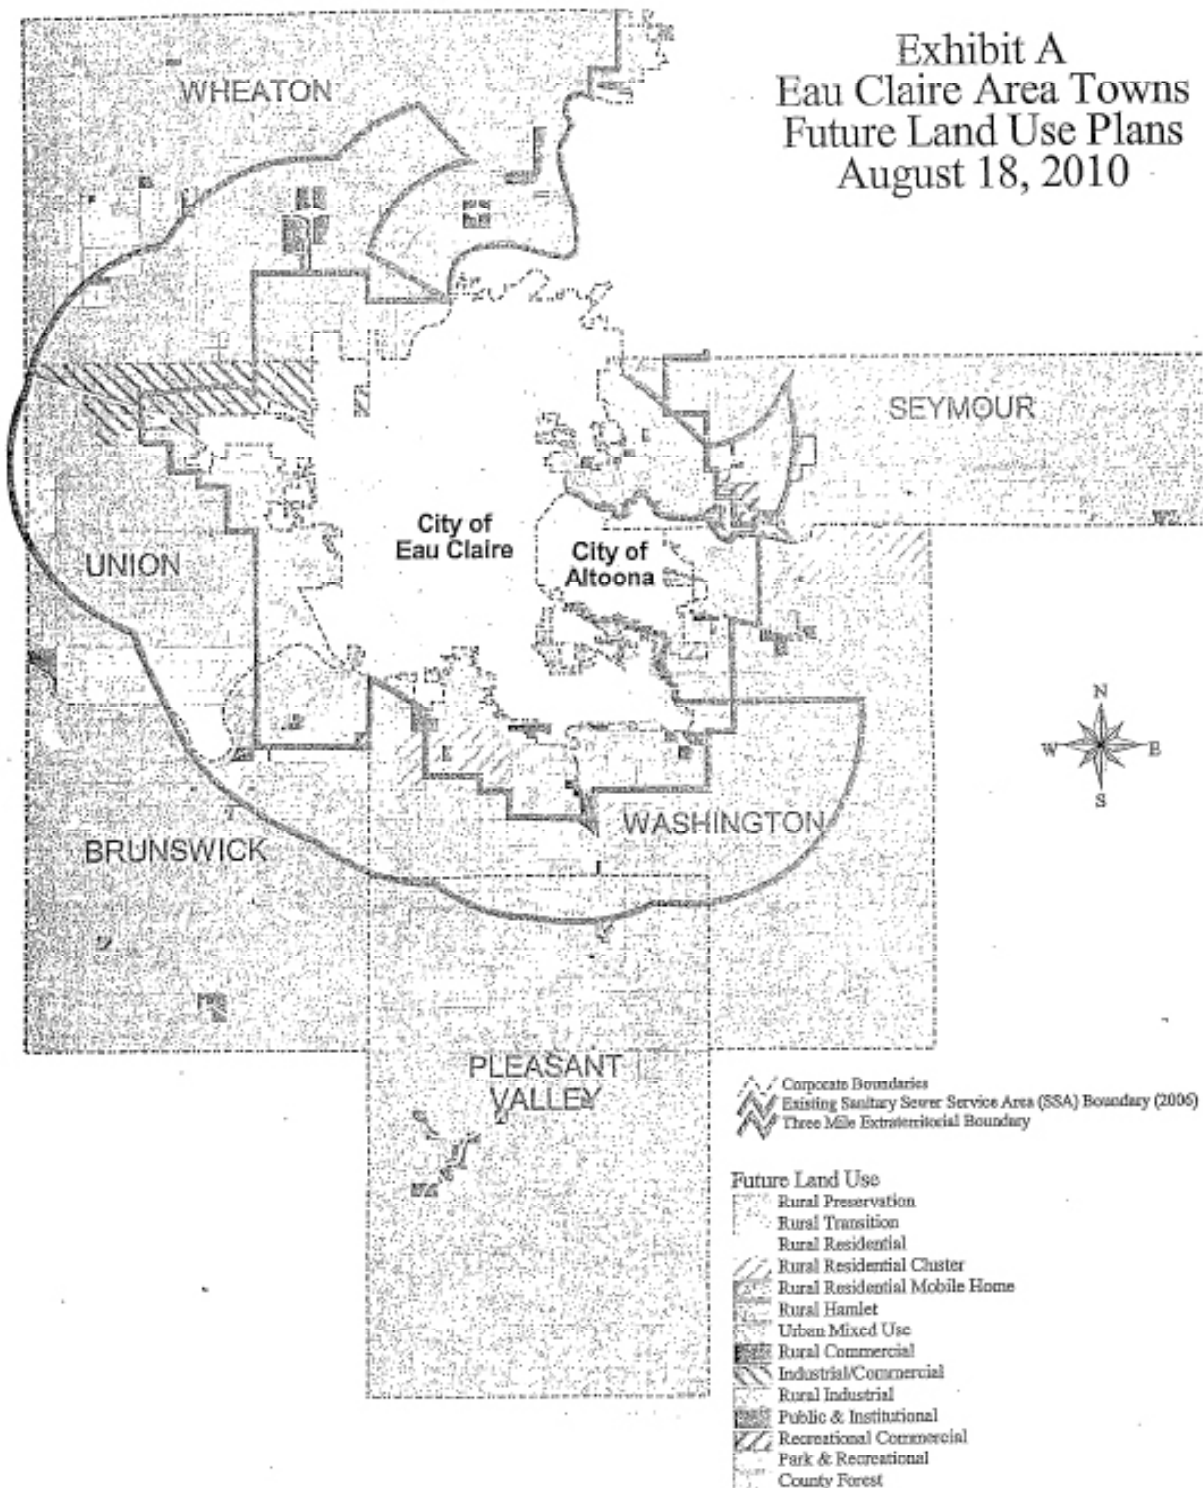 Exhibit A
Eau Claire Area Towns
Future Land Use Plans
August 18, 2010
WHEATON
SEYMOUR
City of
Eau Claire
City of
Altoona
UNION
N
W E
S
WASHINGTON
BRUNSWICK
PLEASANT
VALLEY
Corporate Boundaries
Existing Sanitary Sewer Service Area (SSA) Boundary (2006)
Three Mile Extraterritorial Boundary
Future Land Use
Rural Preservation
Rural Transition
Rural Residential
Rural Residential Cluster
Rural Residential Mobile Home
Rural Hamlet
Urban Mixed Use
Rural Commercial
Industrial/Commercial
Rural Industrial
Public & Institutional
Recreational Commercial
Park & Recreational
County Forest